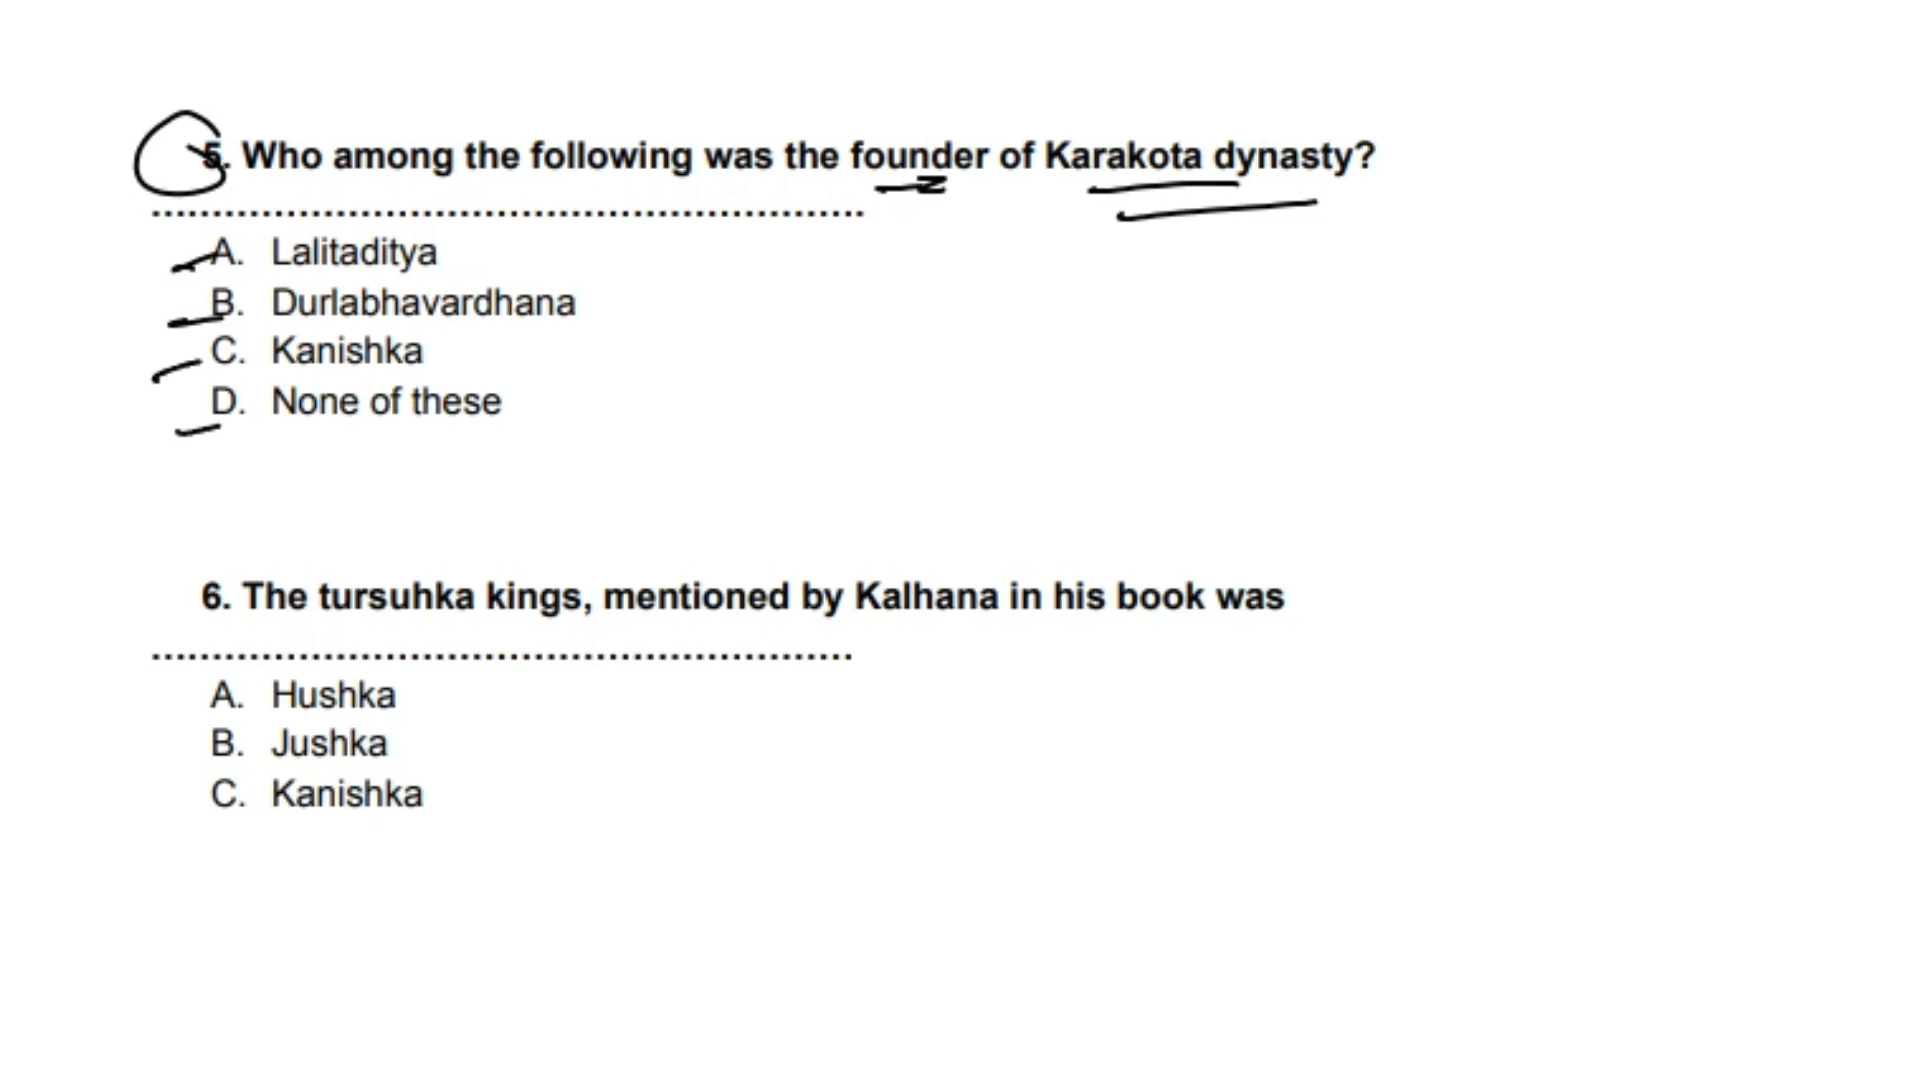 5. Who among the following was the founder of Karakota dynasty?
...........................................................
A. Lalitaditya
B. Durlabhavardhana
C. Kanishka
D. None of these
6. The tursuhka kings, mentioned by Kalhana in his book was
..........................................................
A. Hushka
B. Jushka
C. Kanishka